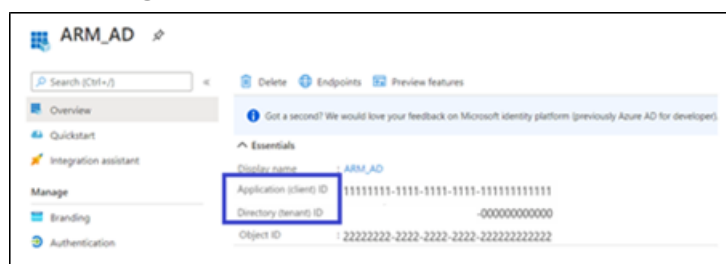 ARM_AD
Search (Ctrl+/)
«
Delete
Endpoints
Preview features
Overview
Got a second? We would love your feedback on Microsoft identity platform (previously Azure AD for developer).
Quickstart
Essentials
Integration assistant
Display name : ARM_AD
Application (client) ID 11111111-1111-1111-1111-111111111111
Manage
Directory (tenant) ID -000000000000
Branding
Object ID : 22222222-2222-2222-2222-222222222222
Authentication